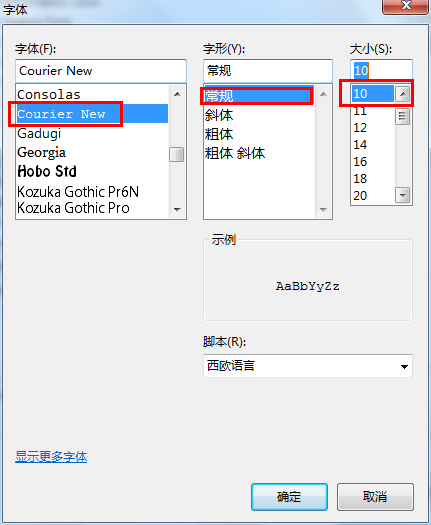 字体
字体(F):
Courier New
Consolas
Courier New
Gadugi
Georgia
Hobo Std
Kozuka Gothic Pr6N
Kozuka Gothic Pro
字形(Y):
常规
常规
斜体
粗体
粗体 斜体
大小(S):
10
10
11
12
14
16
18
20
示例
AaBbYyZz
脚本(R):
西欧语言
显示更多字体
确定
取消